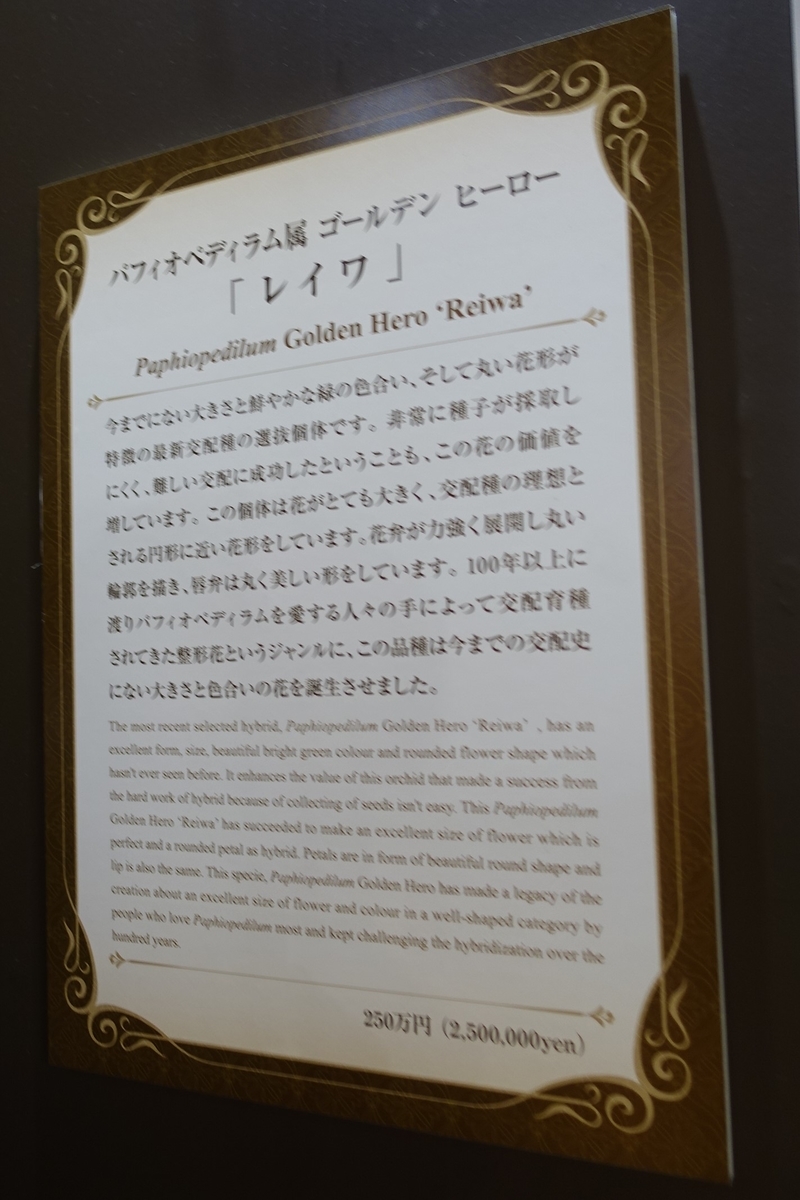 パフィオペディラム属 ゴールデン ヒーロー
「レイワ」
Paphiopedilum Golden Hero ‘Reiwa’
今までにない大きさと鮮やかな緑の色合い、そして丸い花形が
特徴の最新交配種の選抜個体です。非常に種子が採取し
にくく、難しい交配に成功したということも、この花の価値を
増しています。この個体は花がとても大きく、交配種の理想と
される円形に近い花形をしています。花弁が力強く展開し丸い
輪郭を描き、唇弁は丸く美しい形をしています。100年以上に
渡りパフィオペディラムを愛する人々の手によって交配育種
されてきた整形花というジャンルに、この品種は今までの交配史
にない大きさと色合いの花を誕生させました。
The most recent selected hybrid, Paphiopedilum Golden Hero ‘Reiwa’ , has an
excellent form, size, beautiful bright green colour and rounded flower shape which
hasn't ever seen before. It enhances the value of this orchid that made a success from
the hard work of hybrid because of collecting of seeds isn't easy. This Paphiopedilum
Golden Hero ‘Reiwa’ has succeeded to make an excellent size of flower which is
perfect and a rounded petal as hybrid. Petals are in form of beautiful round shape and
lip is also the same. This specie, Paphiopedilum Golden Hero has made a legacy of the
creation about an excellent size of flower and colour in a well-shaped category by
people who love Paphiopedilum most and kept challenging the hybridization over the
hundred years.
250万円（2,500,000yen）